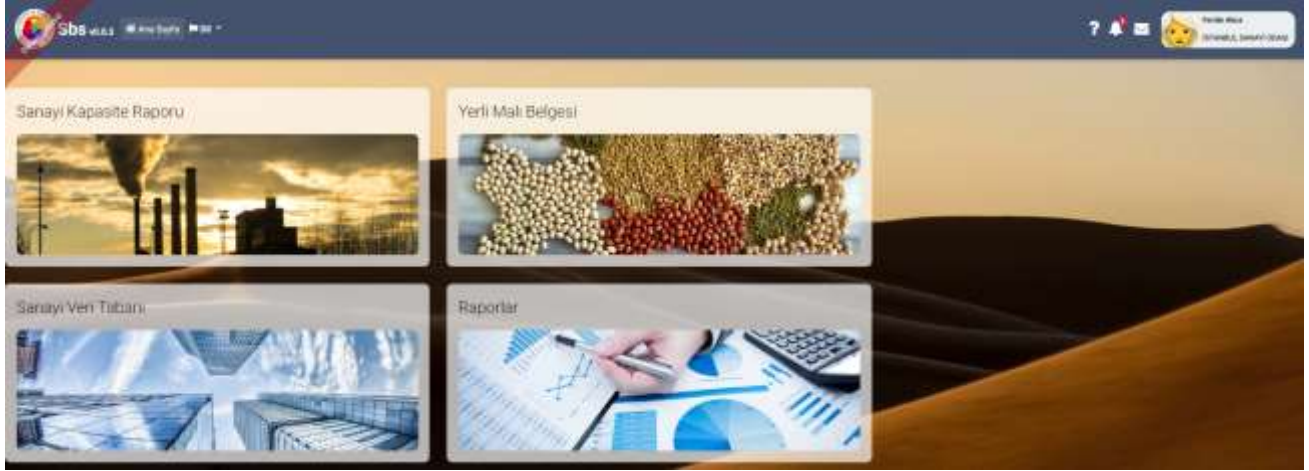 Sbs
Ana Sayfa
Sanayi Kapasite Raporu
Yerli Malı Belgesi
Sanayi Veri Tabanı
Raporlar